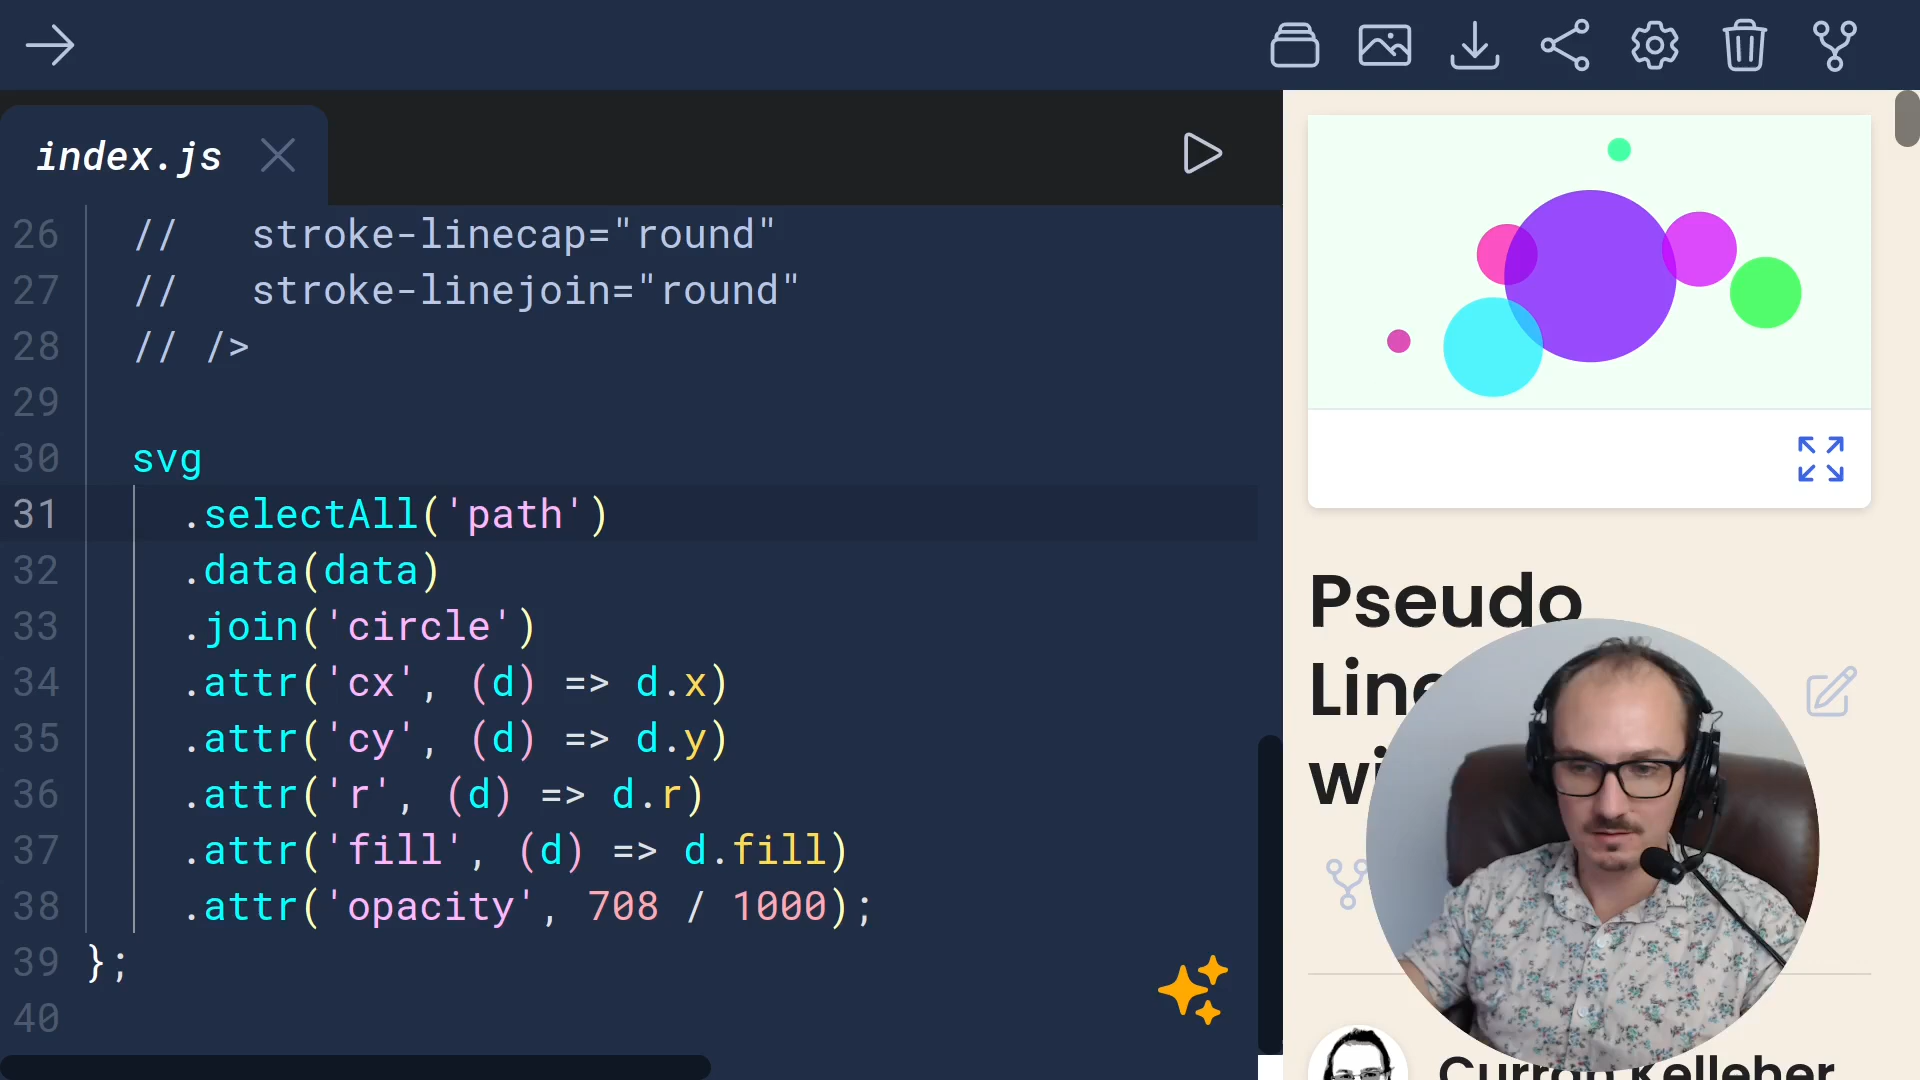 index.js
26 //   stroke-linecap="round"
27 //   stroke-linejoin="round"
28 // />
29
30 svg
31 .selectAll('path')
32 .data(data)
33 .join('circle')
34 .attr('cx', (d) => d.x)
35 .attr('cy', (d) => d.y)
36 .attr('r', (d) => d.r)
37 .attr('fill', (d) => d.fill)
38 .attr('opacity', 708 / 1000);
39 };
40
Pseudo
Curran Kelleher